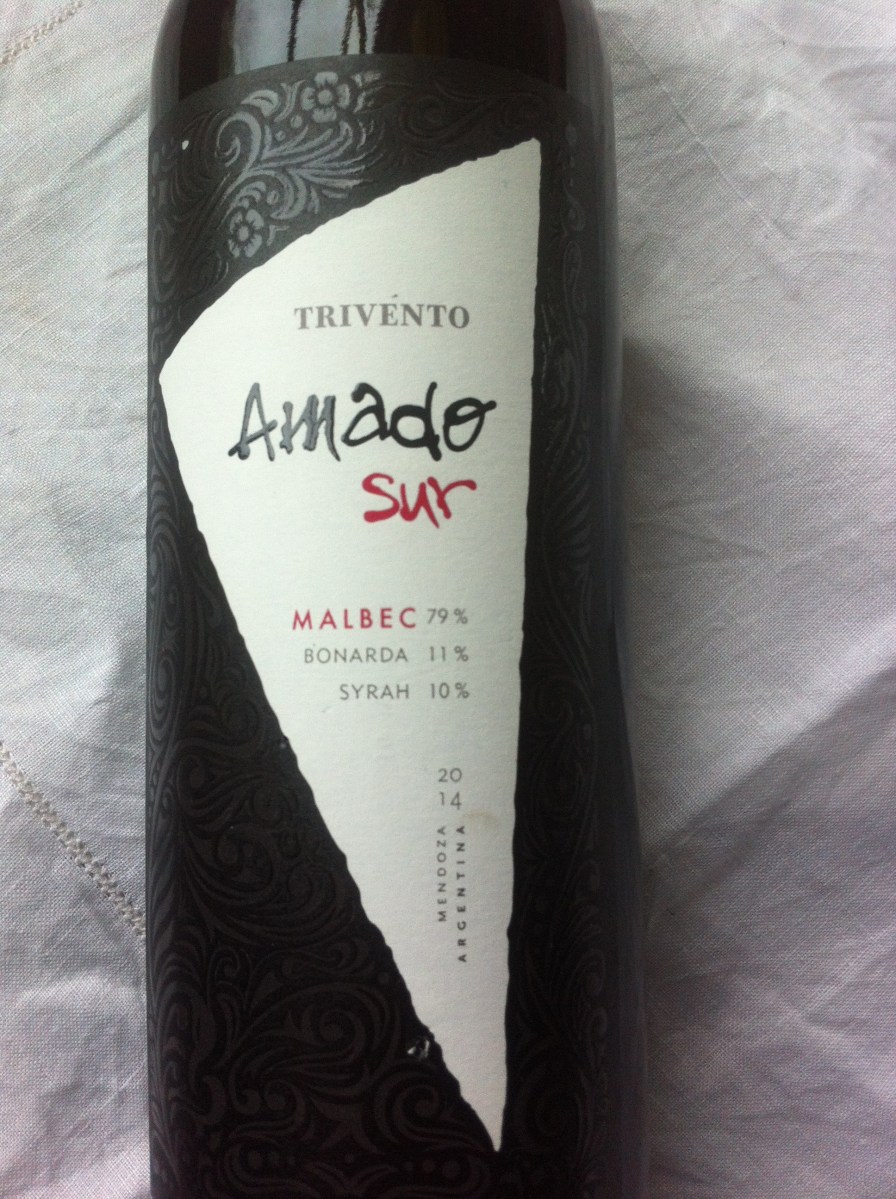 TRIVENTO
Amado
sur
MALBEC 79%
BONARDA 11%
SYRAH 10%
20
14
MENDOZA
ARGENTINA